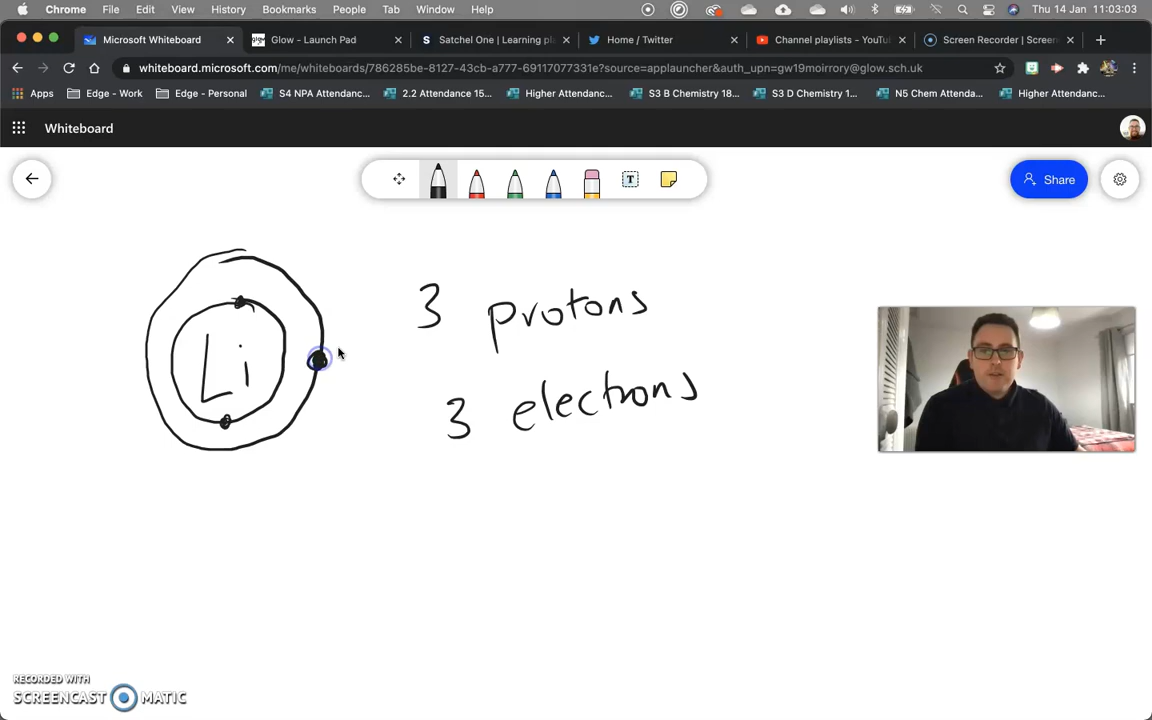 Chrome File Edit View History Bookmarks People Tab Window Help Thu 14 Jan 11:03:03
Microsoft Whiteboard Glow - Launch Pad Satchel One | Learning pl Home / Twitter Channel playlists - YouTu Screen Recorder | Screen
whiteboard.microsoft.com/me/whiteboards/786285be-8127-43cb-a777-69117077331e?source=applauncher&auth_upn=gw19moirrory@glow.sch.uk
Apps Edge - Work Edge - Personal S4 NPA Attendanc... 2.2 Attendance 15... Higher Attendanc... S3 B Chemistry 18... S3 D Chemistry 1... N5 Chem Attenda... Higher Attendanc...
Whiteboard
T
Share
Li
3 protons
3 electrons
RECORDED WITH
SCREENCAST MATIC